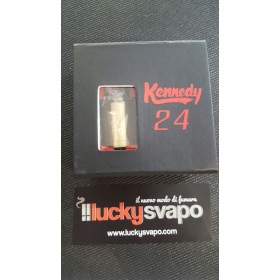 Kennedy
24
il nuovo modo di fumare
luckysvapo
www.luckysvapo.com